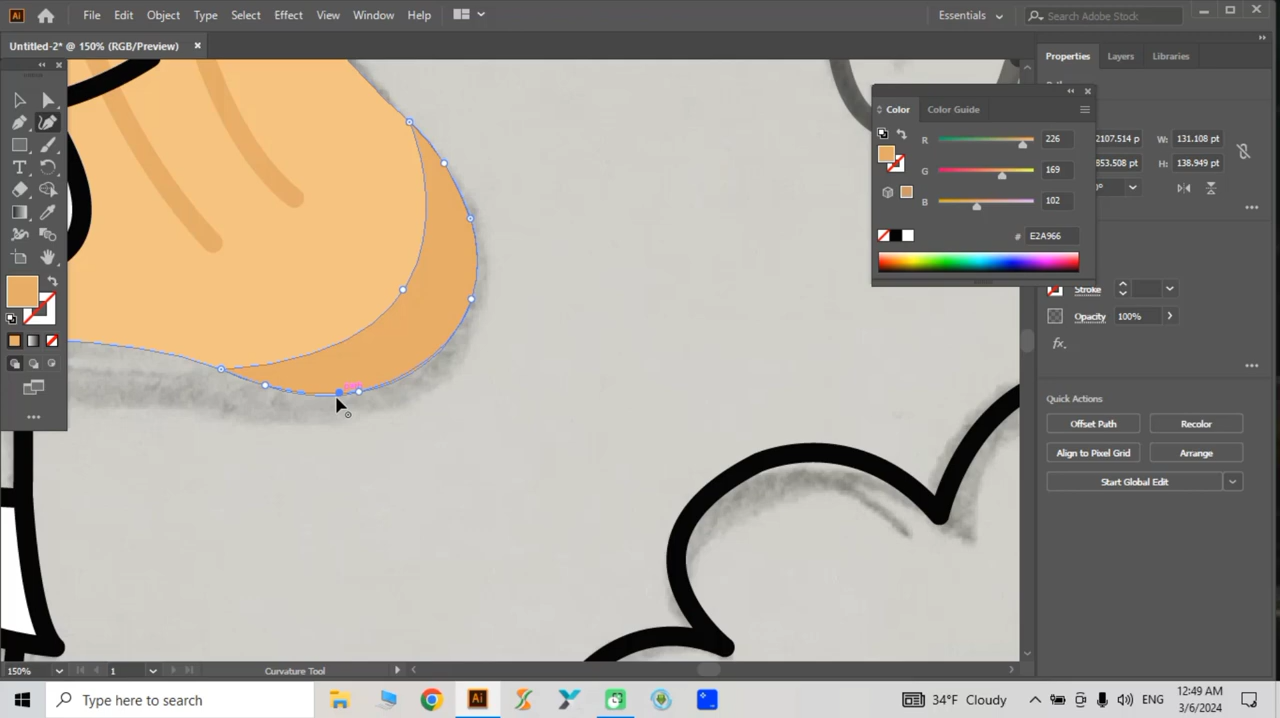 Ai File Edit Object Type Select Effect View Window Help
Essentials
Search Adobe Stock
Untitled-2* @ 150% (RGB/Preview) ×
Properties Layers Libraries
Color Color Guide
R 226
G 169
B 102
# E2A966
2107.514 p W: 131.108 pt
853.508 pt H: 138.949 pt
Stroke
Opacity 100%
fx.
Quick Actions
Offset Path Recolor
Align to Pixel Grid Arrange
Start Global Edit
150% 1 Curvature Tool
Type here to search
Ai
34°F Cloudy
ENG
12:49 AM
3/6/2024